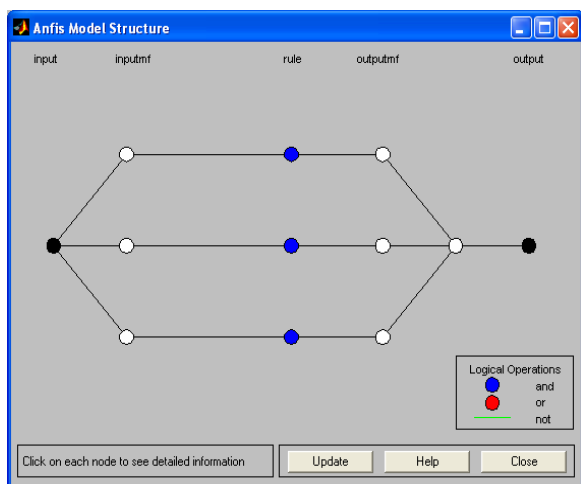 Anfis Model Structure
input inputmf rule outputmf output
Logical Operations
and
or
not
Click on each node to see detailed information
Update Help Close